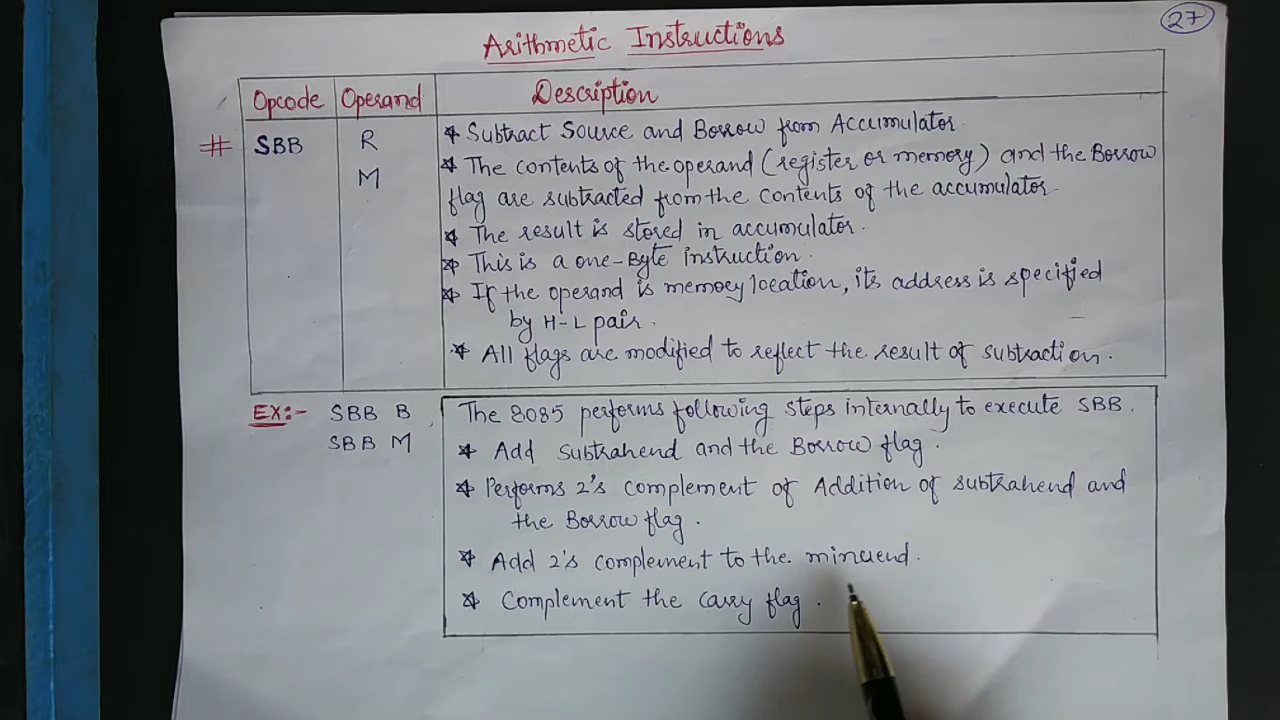 27
Arithmetic Instructions
Opcode Operand Description
# SBB R * Subtract Source and Borrow from Accumulator.
M * The contents of the operand (register or memory) and the Borrow
flag are subtracted from the contents of the accumulator.
* The result is stored in accumulator.
* This is a one-Byte instruction.
* If the operand is memory location, its address is specified
by H-L pair.
* All flags are modified to reflect the result of subtraction.
EX:- SBB B The 8085 performs following steps internally to execute SBB.
SBB M * Add Subtrahend and the Borrow flag.
* Performs 2's complement of Addition of subtrahend and
the Borrow flag.
* Add 2's complement to the minuend.
* Complement the carry flag.